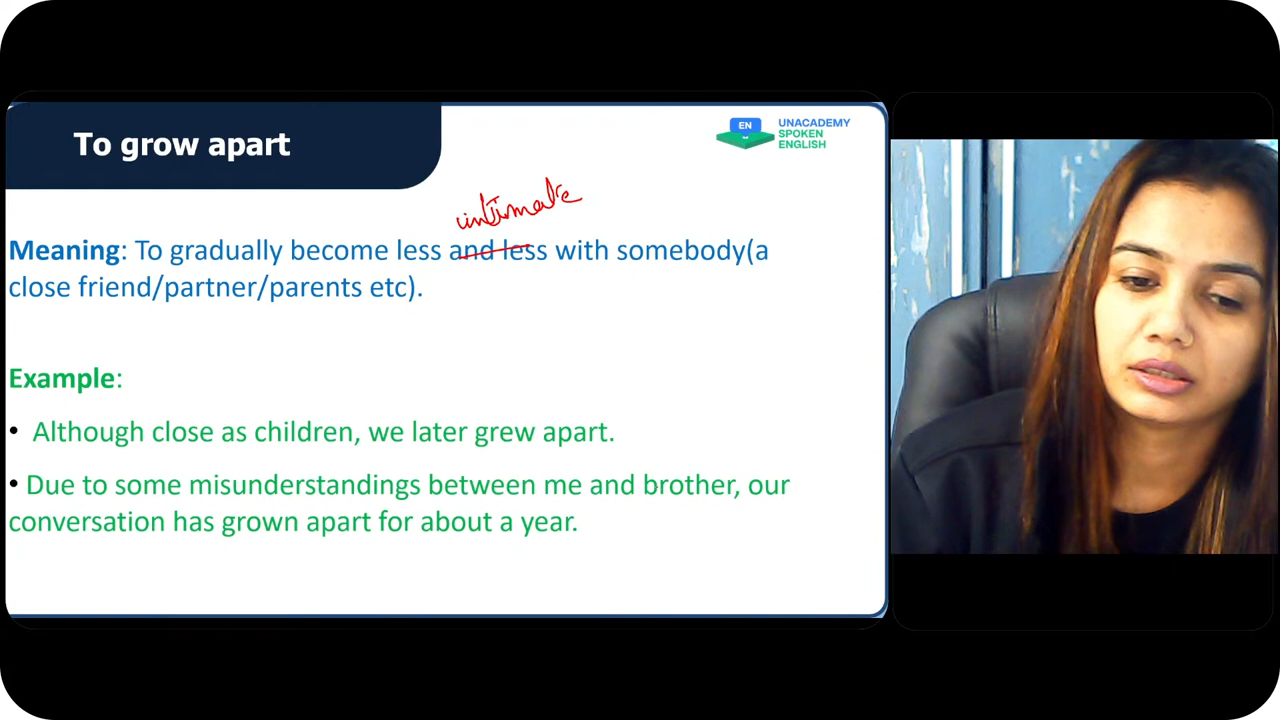 To grow apart
EN
UNACADEMY
SPOKEN
ENGLISH
intimate
Meaning: To gradually become less and less with somebody(a
close friend/partner/parents etc).
Example:
• Although close as children, we later grew apart.
• Due to some misunderstandings between me and brother, our
conversation has grown apart for about a year.